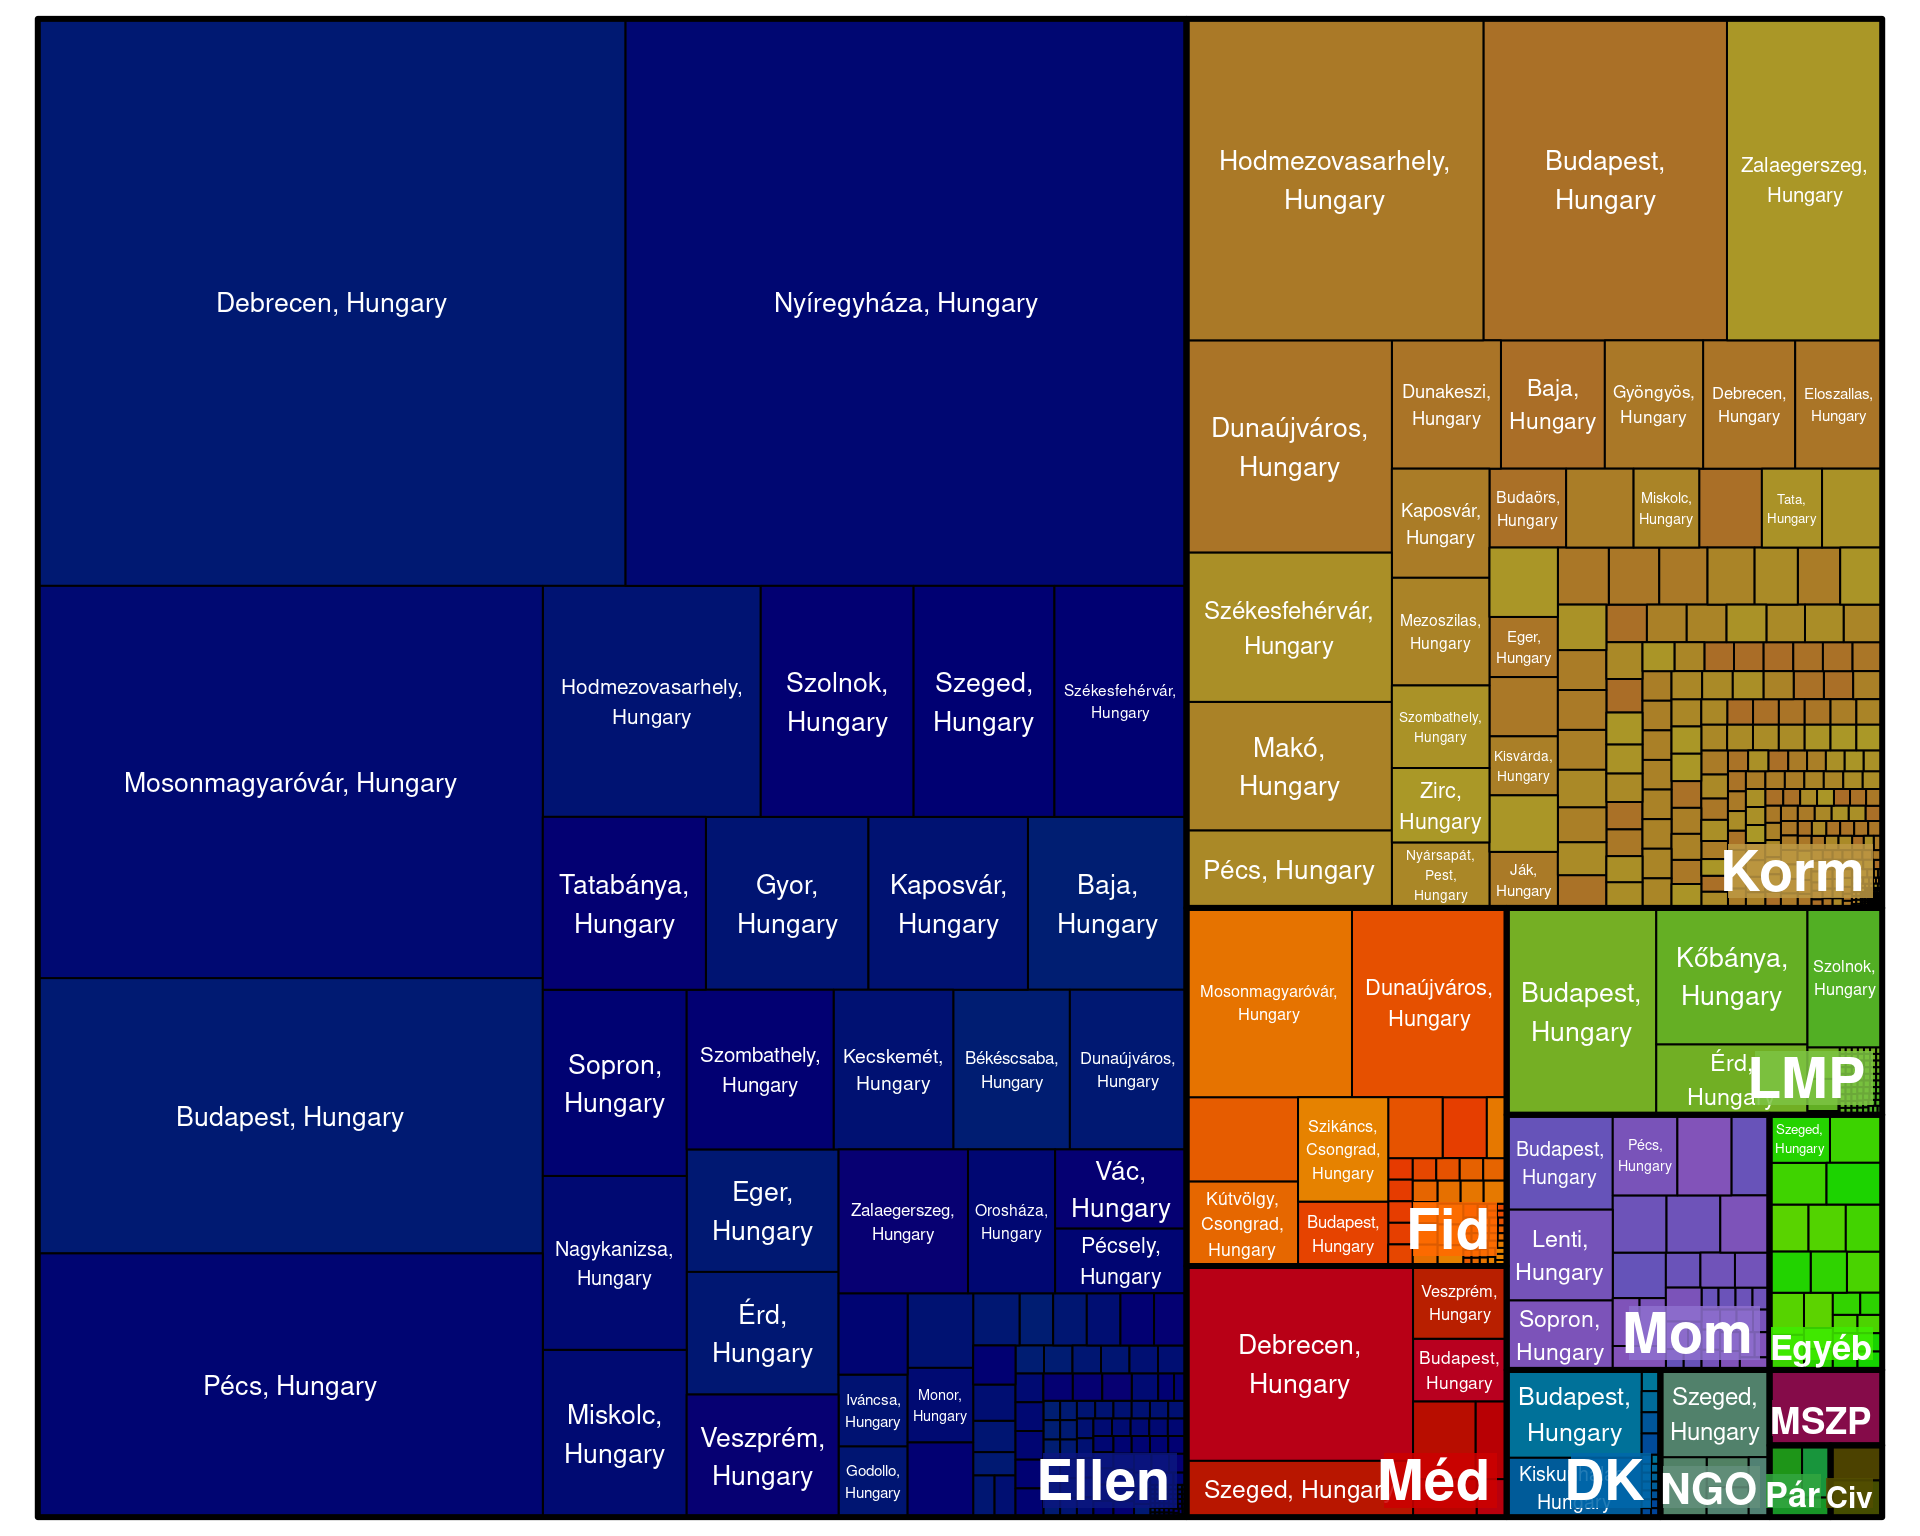 Debrecen, Hungary
Nyíregyháza, Hungary
Mosonmagyaróvár, Hungary
Budapest, Hungary
Pécs, Hungary
Hodmezovasarhely,
Hungary
Szolnok,
Hungary
Szeged,
Hungary
Székesfehérvár,
Hungary
Tatabánya,
Hungary
Gyor,
Hungary
Kaposvár,
Hungary
Baja,
Hungary
Sopron,
Hungary
Szombathely,
Hungary
Kecskemét,
Hungary
Békéscsaba,
Hungary
Dunaújváros,
Hungary
Nagykanizsa,
Hungary
Miskolc,
Hungary
Eger,
Hungary
Érd,
Hungary
Veszprém,
Hungary
Zalaegerszeg,
Hungary
Orosháza,
Hungary
Vác,
Hungary
Pécsely,
Hungary
Iváncsa,
Hungary
Monor,
Hungary
Godollo,
Hungary
Ellen
Hodmezovasarhely,
Hungary
Budapest,
Hungary
Zalaegerszeg,
Hungary
Dunaújváros,
Hungary
Dunakeszi,
Hungary
Baja,
Hungary
Gyöngyös,
Hungary
Debrecen,
Hungary
Eloszallas,
Hungary
Székesfehérvár,
Hungary
Makó,
Hungary
Pécs, Hungary
Kaposvár,
Hungary
Budaörs,
Hungary
Miskolc,
Hungary
Tata,
Hungary
Mezoszilas,
Hungary
Eger,
Hungary
Szombathely,
Hungary
Kisvárda,
Hungary
Zirc,
Hungary
Nyársapát,
Pest,
Hungary
Ják,
Hungary
Korm
Mosonmagyaróvár,
Hungary
Dunaújváros,
Hungary
Szikáncs,
Csongrad,
Hungary
Kútvölgy,
Csongrad,
Hungary
Budapest,
Hungary
Fid
Debrecen,
Hungary
Veszprém,
Hungary
Budapest,
Hungary
Szeged, Hungar
Méd
Budapest,
Hungary
Kőbánya,
Hungary
Szolnok,
Hungary
Érd,
Hungary
LMP
Budapest,
Hungary
Pécs,
Hungary
Lenti,
Hungary
Sopron,
Hungary
Mom
Szeged,
Hungary
Egyéb
Budapest,
Hungary
Hungary
DK
Szeged,
Hungary
NGO
MSZP
Pár
Civ